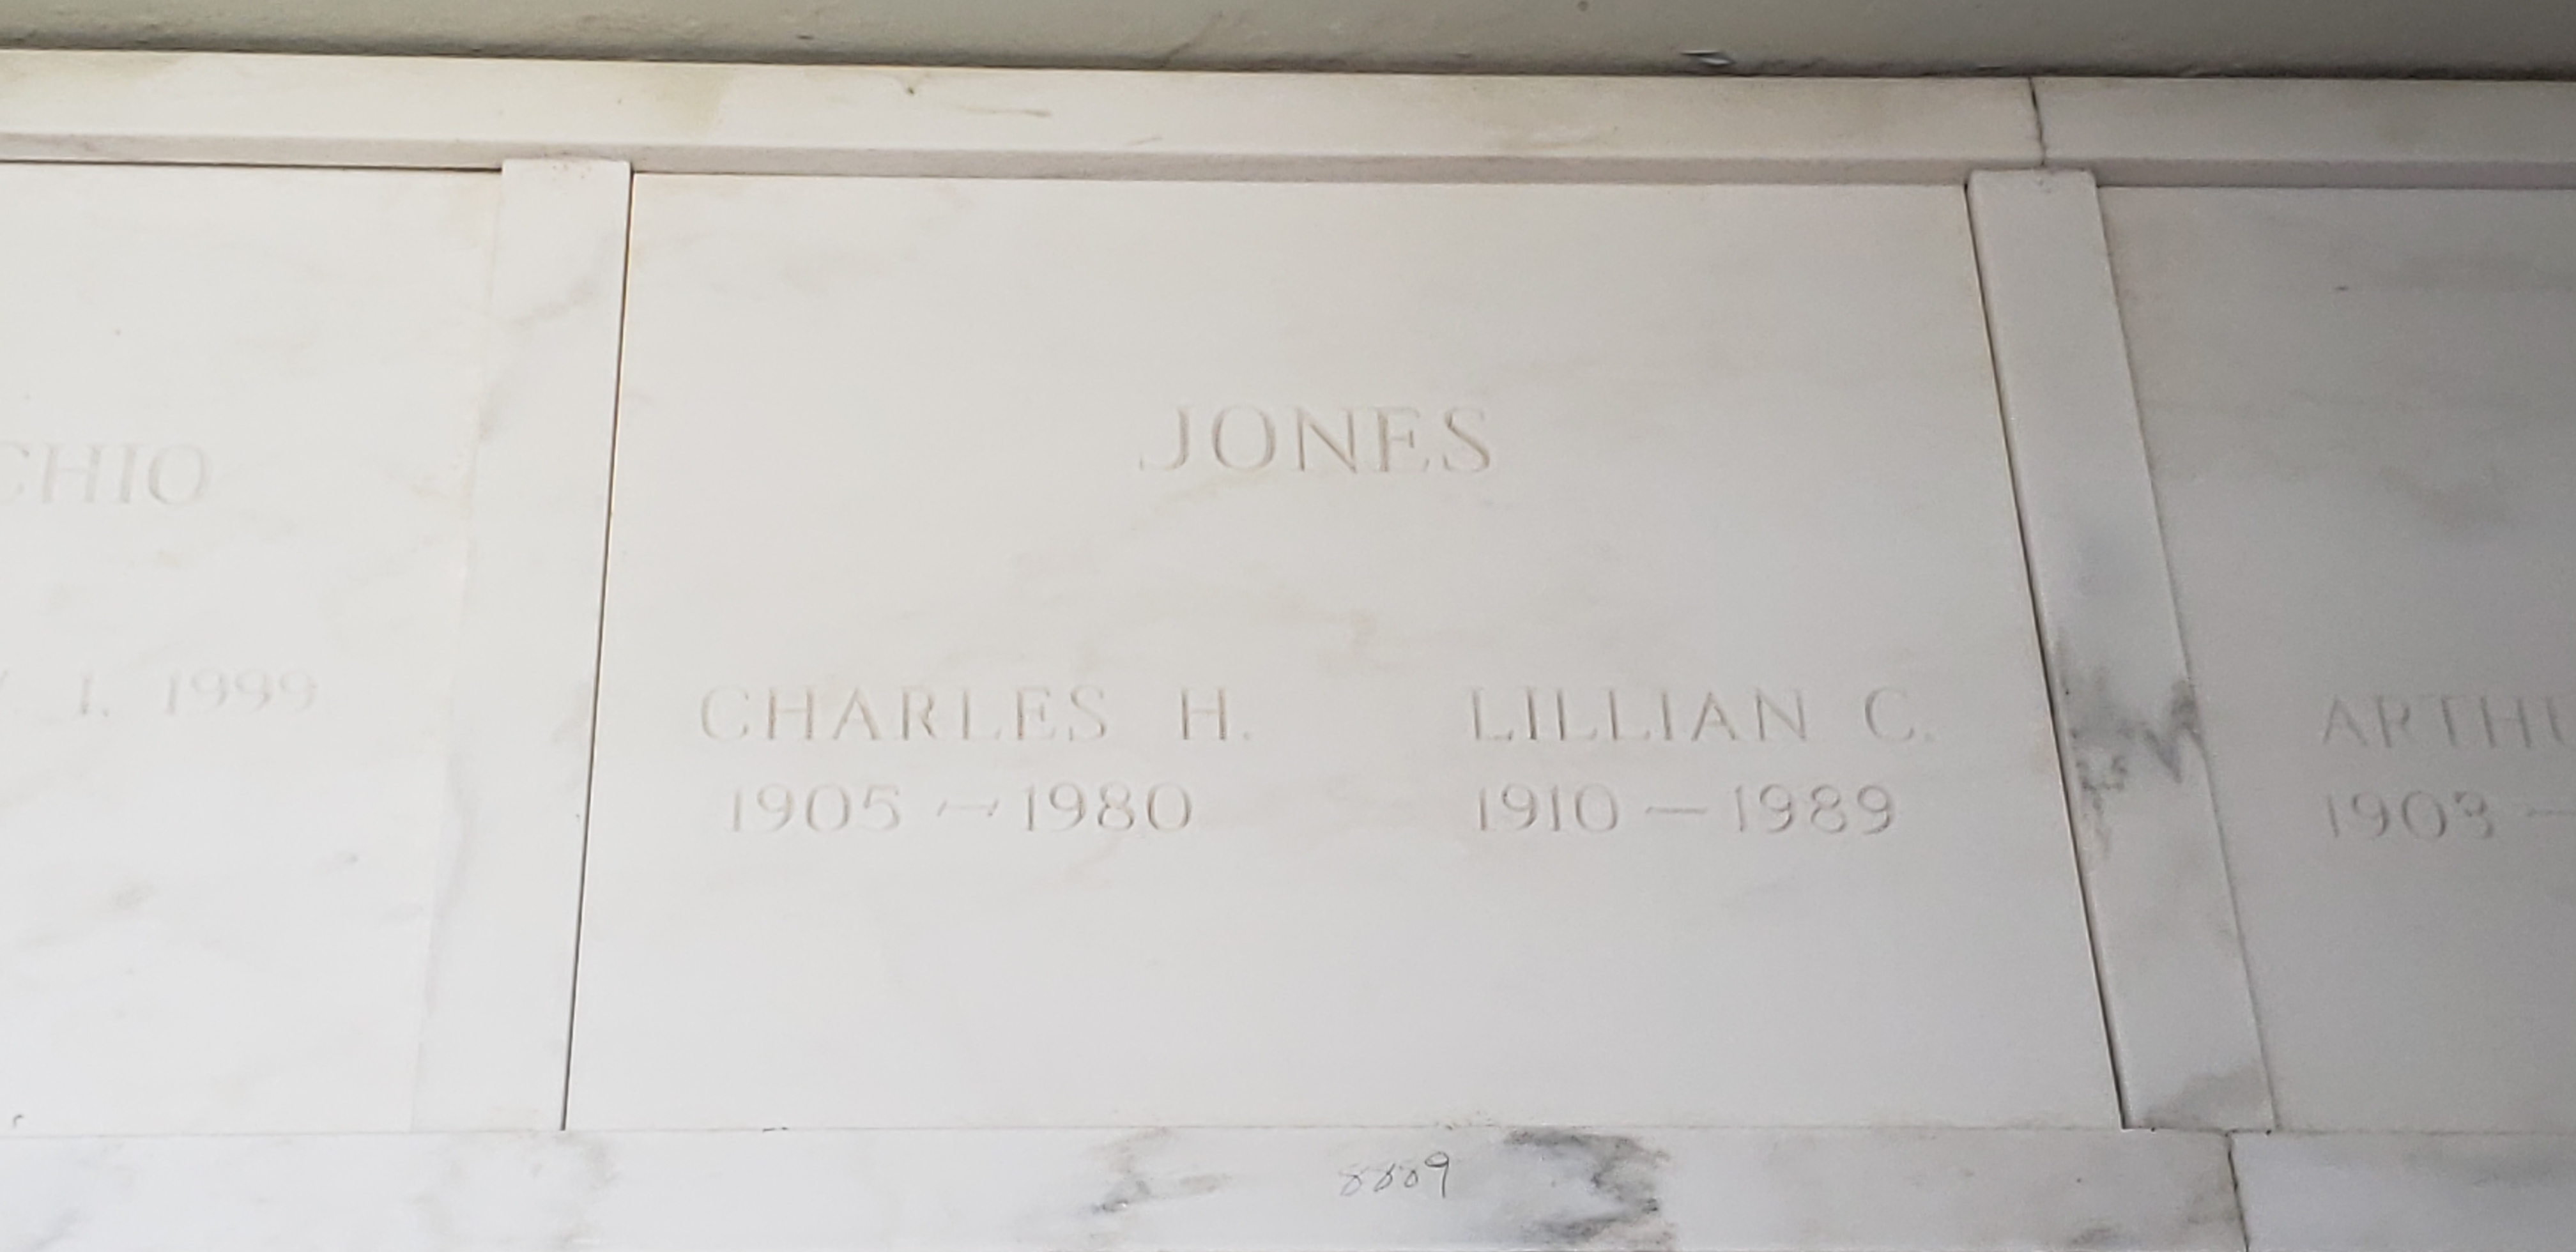 JONES
CHARLES H. LILLIAN C.
1905 — 1980 1910 — 1989
CHIO
1. 1999
ARTHU
1903 —
8809